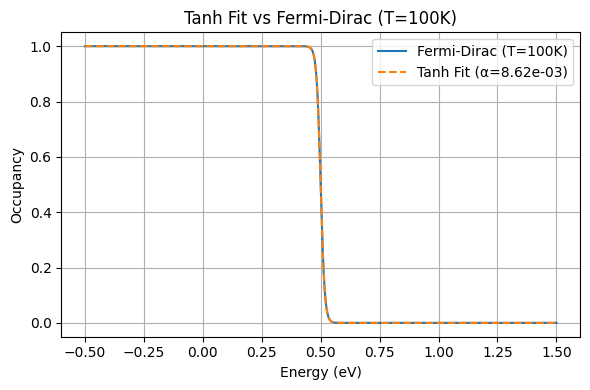 Tanh Fit vs Fermi-Dirac (T=100K)
Fermi-Dirac (T=100K)
Tanh Fit (α=8.62e-03)
Occupancy
1.0
0.8
0.6
0.4
0.2
0.0
−0.50 −0.25 0.00 0.25 0.50 0.75 1.00 1.25 1.50
Energy (eV)